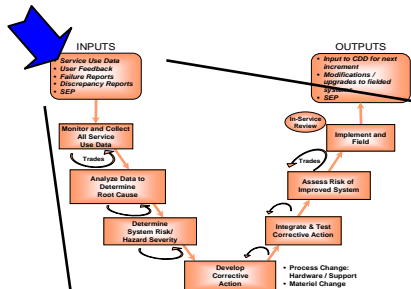 INPUTS
• Service Use Data
• User Feedback
• Failure Reports
• Discrepancy Reports
• SEP
OUTPUTS
• Input to CDD for next
increment
• Modifications /
upgrades to fielded
systems
• SEP
Monitor and Collect
All Service
Use Data
Trades
Analyze Data to
Determine
Root Cause
Determine
System Risk/
Hazard Severity
Develop
Corrective
Action
• Process Change:
Hardware / Support
• Materiel Change
Integrate & Test
Corrective Action
Assess Risk of
Improved System
Trades
Implement and
Field
In-Service
Review